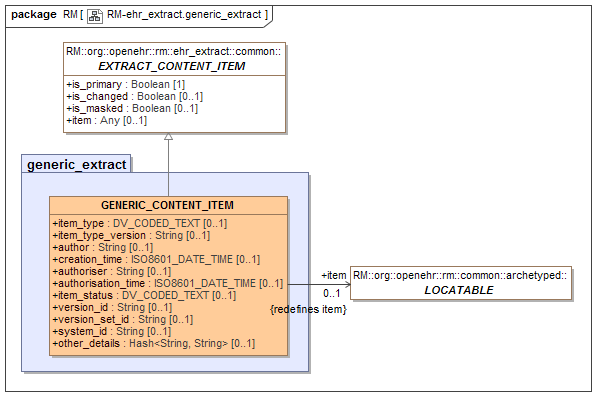 package RM [ RM-ehr_extract.generic_extract ]
RM::org::openehr::rm::ehr_extract::common::
EXTRACT_CONTENT_ITEM
+is_primary : Boolean [1]
+is_changed : Boolean [0..1]
+is_masked : Boolean [0..1]
+item : Any [0..1]
generic_extract
GENERIC_CONTENT_ITEM
+item_type : DV_CODED_TEXT [0..1]
+item_type_version : String [0..1]
+author : String [0..1]
+creation_time : ISO8601_DATE_TIME [0..1]
+authoriser : String [0..1]
+authorisation_time : ISO8601_DATE_TIME [0..1]
+item_status : DV_CODED_TEXT [0..1]
+version_id : String [0..1]
+version_set_id : String [0..1]
+system_id : String [0..1]
+other_details : Hash<String, String> [0..1]
+item
0..1
{redefines item}
RM::org::openehr::rm::common::archetyped::
LOCATABLE